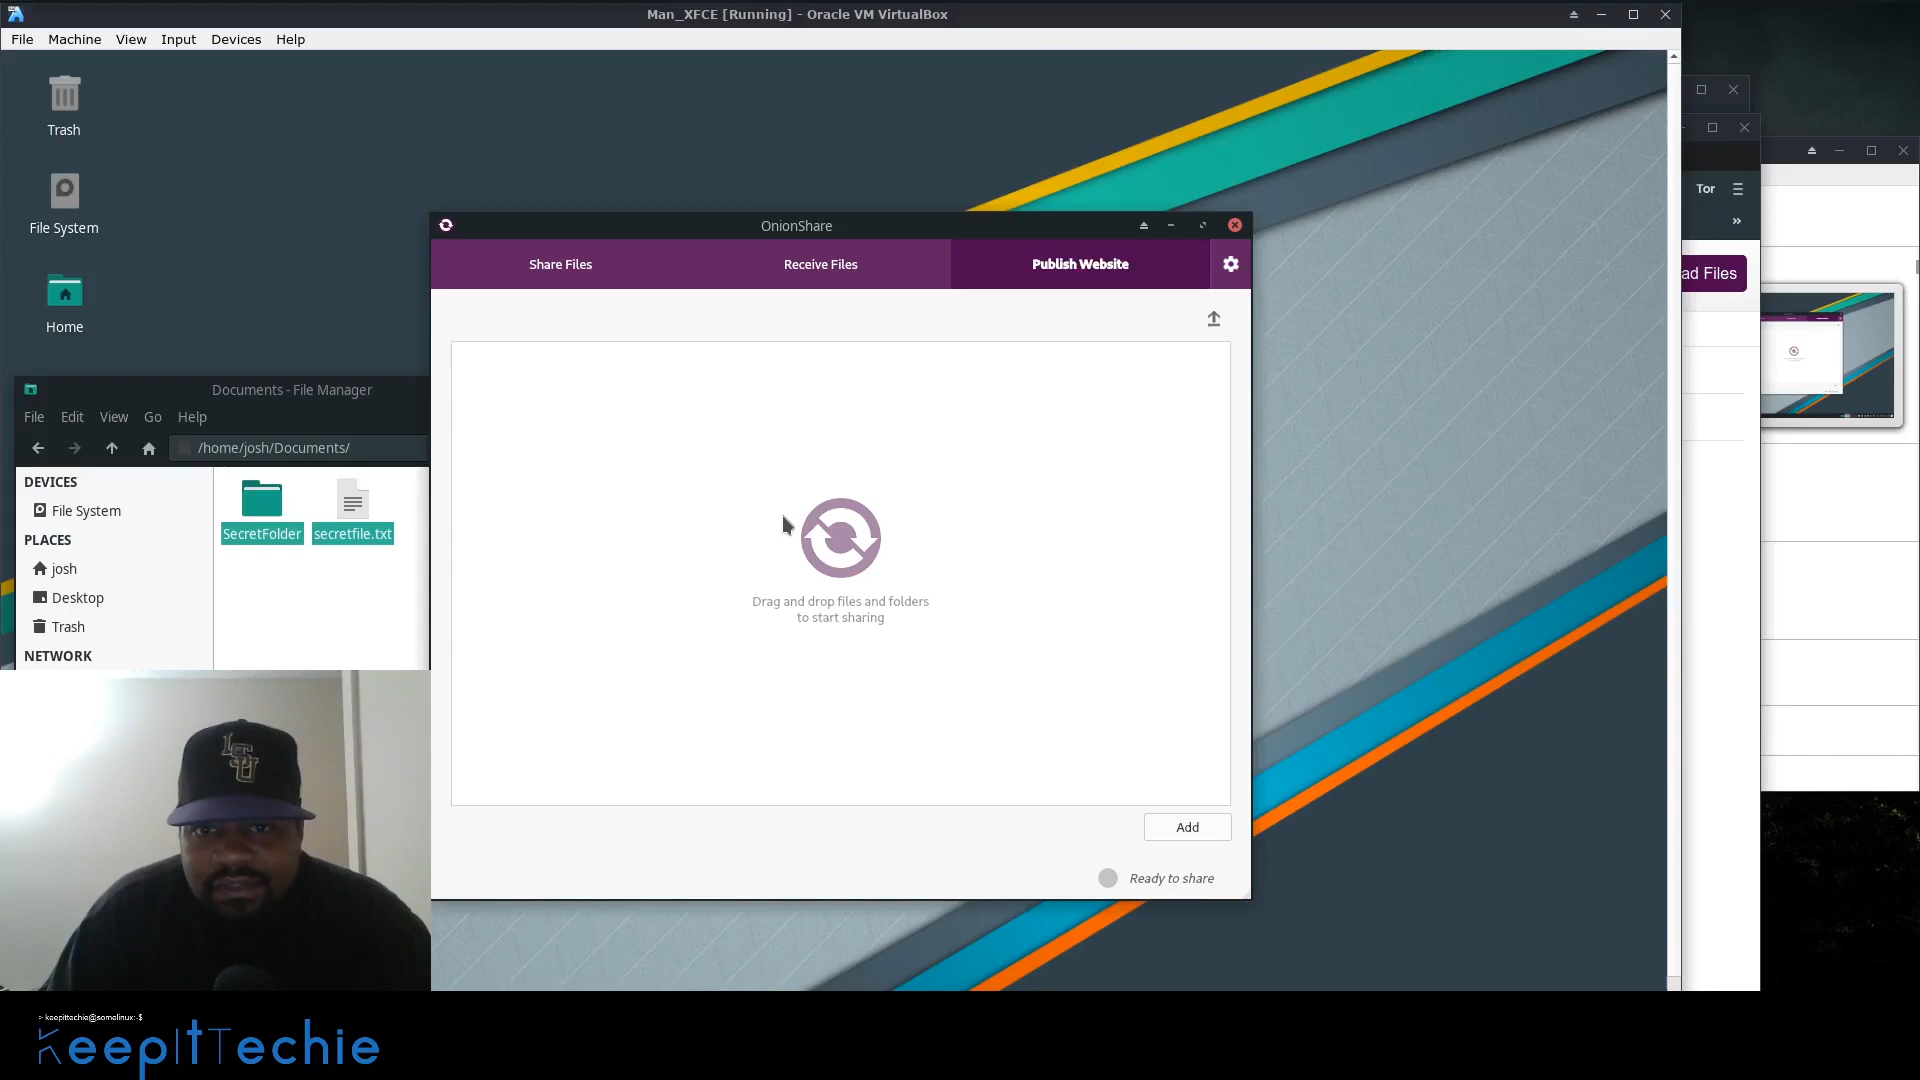 Man_XFCE [Running] - Oracle VM VirtualBox
File Machine View Input Devices Help
Trash
File System
Home
OnionShare
Share Files
Receive Files
Publish Website
Tor
ad Files
Documents - File Manager
File Edit View Go Help
/home/josh/Documents/
DEVICES
File System
PLACES
josh
Desktop
Trash
NETWORK
SecretFolder
secretfile.txt
Drag and drop files and folders
to start sharing
Add
Ready to share
LSU
> keepittechie@somelinux:-$
KeepItTechie